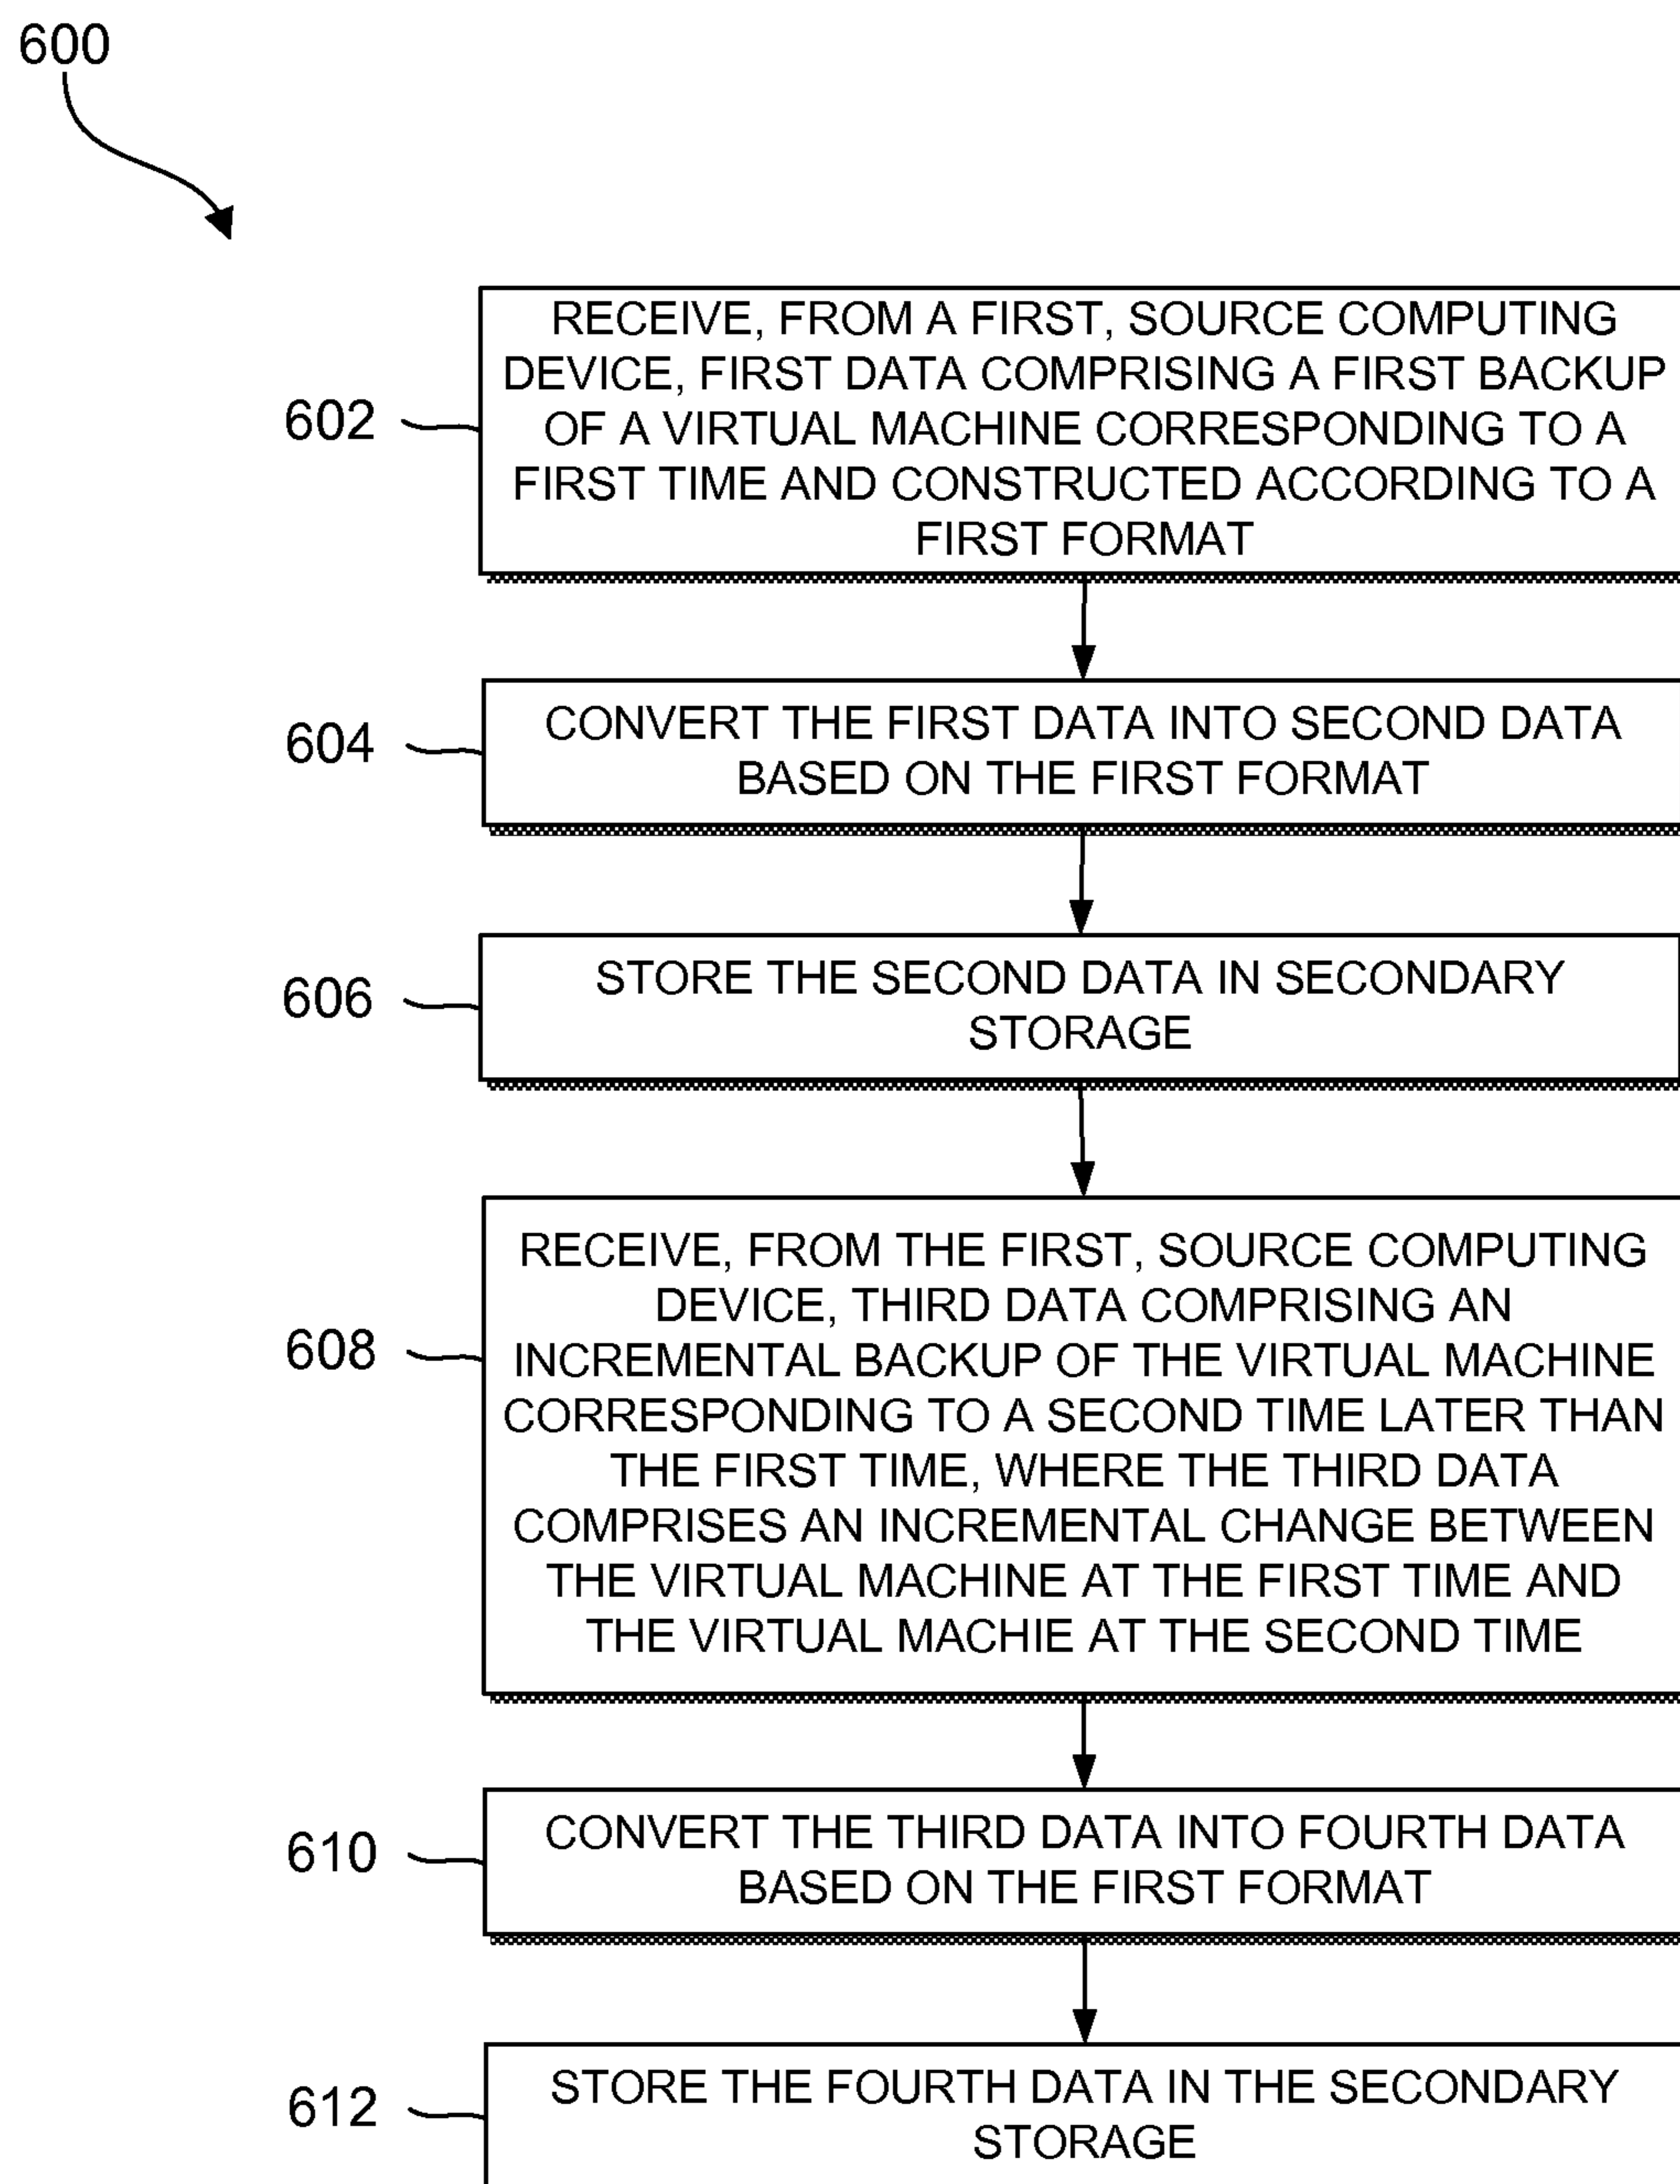 600
602
RECEIVE, FROM A FIRST, SOURCE COMPUTING
DEVICE, FIRST DATA COMPRISING A FIRST BACKUP
OF A VIRTUAL MACHINE CORRESPONDING TO A
FIRST TIME AND CONSTRUCTED ACCORDING TO A
FIRST FORMAT
604
CONVERT THE FIRST DATA INTO SECOND DATA
BASED ON THE FIRST FORMAT
606
STORE THE SECOND DATA IN SECONDARY
STORAGE
608
RECEIVE, FROM THE FIRST, SOURCE COMPUTING
DEVICE, THIRD DATA COMPRISING AN
INCREMENTAL BACKUP OF THE VIRTUAL MACHINE
CORRESPONDING TO A SECOND TIME LATER THAN
THE FIRST TIME, WHERE THE THIRD DATA
COMPRISES AN INCREMENTAL CHANGE BETWEEN
THE VIRTUAL MACHINE AT THE FIRST TIME AND
THE VIRTUAL MACHIE AT THE SECOND TIME
610
CONVERT THE THIRD DATA INTO FOURTH DATA
BASED ON THE FIRST FORMAT
612
STORE THE FOURTH DATA IN THE SECONDARY
STORAGE